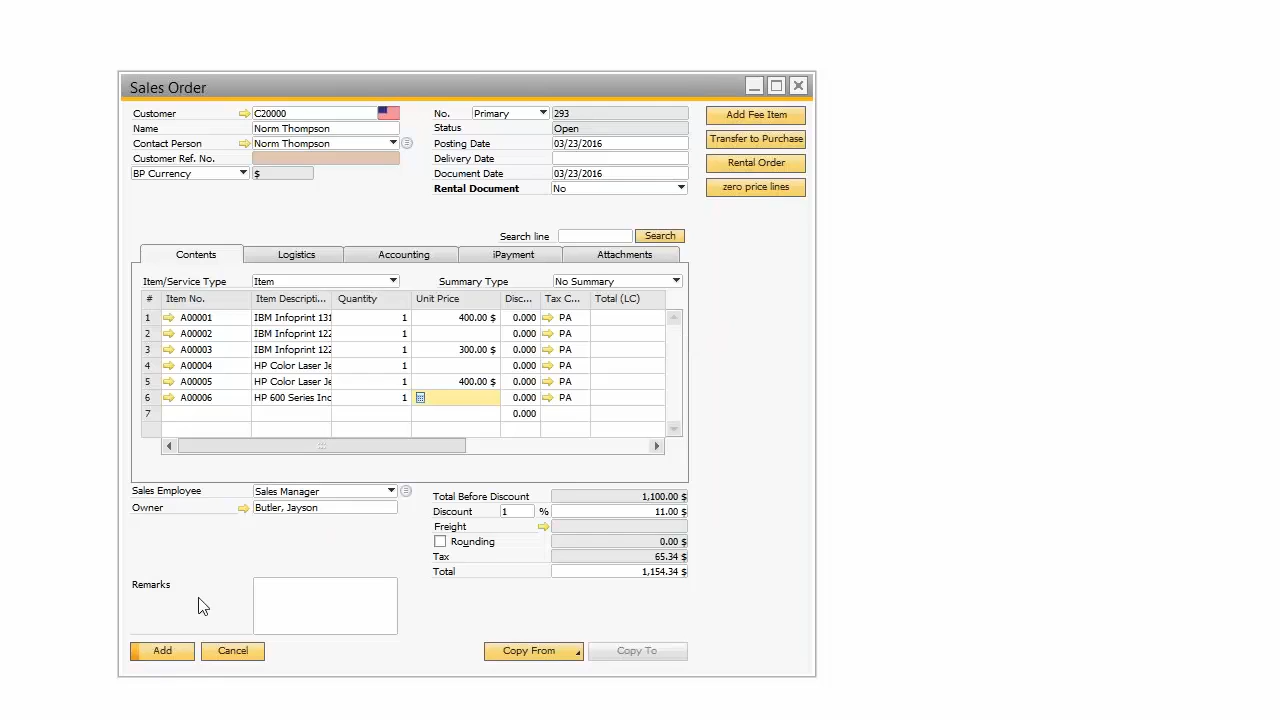 Sales Order
Customer C20000 No. Primary 293 Add Fee Item
Name Norm Thompson Status Open
Contact Person Norm Thompson Posting Date 03/23/2016 Transfer to Purchase
Customer Ref. No. Delivery Date Rental Order
BP Currency $ Document Date 03/23/2016
Rental Document No zero price lines
Search line Search
Contents Logistics Accounting iPayment Attachments
Item/Service Type Item Summary Type No Summary
# Item No. Item Descripti... Quantity Unit Price Disc... Tax C... Total (LC)
1 A00001 IBM Infoprint 131 1 400.00 $ 0.000 PA
2 A00002 IBM Infoprint 122 1 0.000 PA
3 A00003 IBM Infoprint 122 1 300.00 $ 0.000 PA
4 A00004 HP Color Laser Je 1 0.000 PA
5 A00005 HP Color Laser Je 1 400.00 $ 0.000 PA
6 A00006 HP 600 Series Inc 1 0.000 PA
7 0.000
Sales Employee Sales Manager Total Before Discount 1,100.00 $
Owner Butler, Jayson Discount 1 % 11.00 $
Freight
Rounding 0.00 $
Tax 65.34 $
Total 1,154.34 $
Remarks
Add Cancel Copy From Copy To